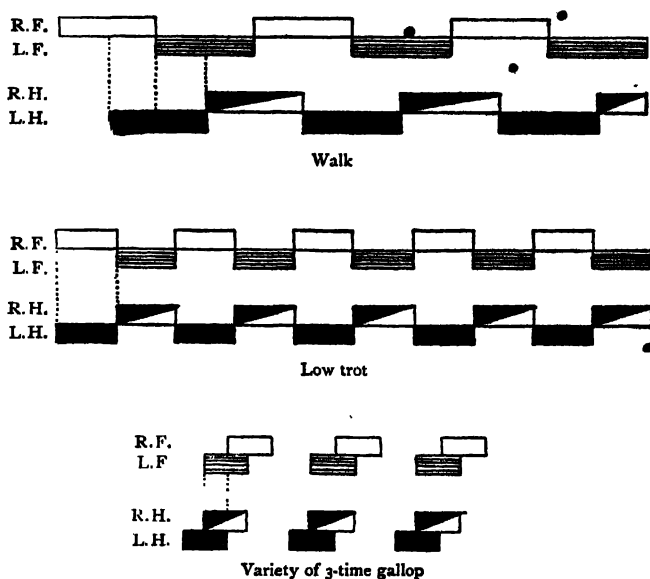 R.F.
L.F.
R.H.
L.H.
Walk
R.F.
L.F.
R.H.
L.H.
Low trot
R.F.
L.F
R.H.
L.H.
Variety of 3-time gallop